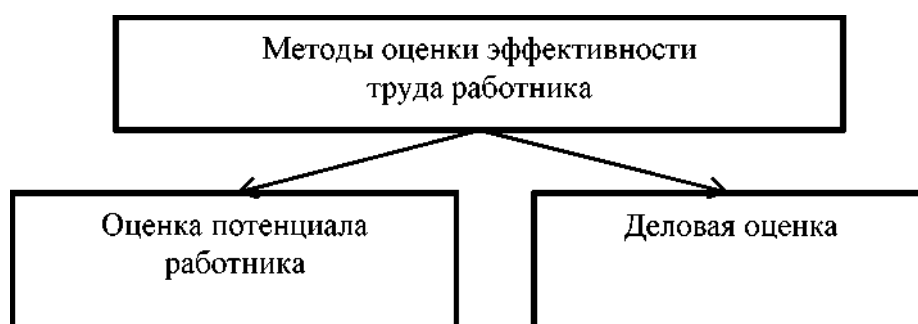 Методы оценки эффективности
труда работника
Оценка потенциала
работника
Деловая оценка